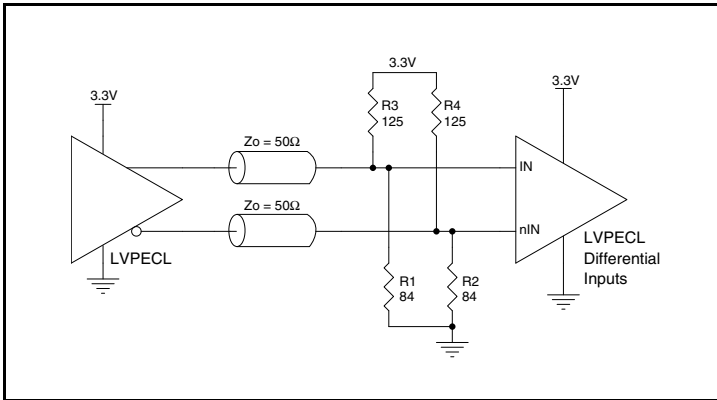 3.3V
3.3V
3.3V
R3
125
R4
125
Zo = 50Ω
IN
Zo = 50Ω
nIN
LVPECL
LVPECL
Differential
Inputs
R1
84
R2
84